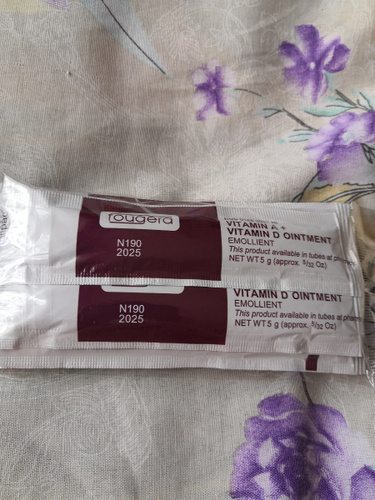 fougera
VITAMIN A +
VITAMIN D OINTMENT
EMOLLIENT
This product available in tubes at
NET WT 5 g (approx. 5/32 Oz)
N190
2025
VITAMIN D OINTMENT
EMOLLIENT
This product available in tubes at
NET WT 5 g (approx. 5/32 Oz)
N190
2025